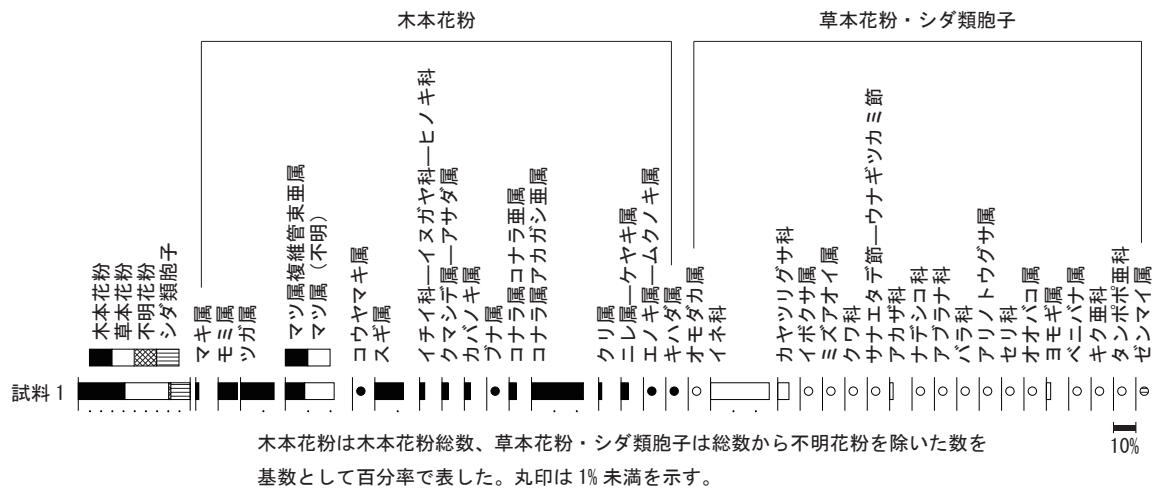 木本花粉
草本花粉・シダ類胞子
木本花粉
草本花粉
不明花粉
シダ類胞子
マキ属
モミ属
ツガ属
マツ属複維管束亜属
マツ属(不明)
コウヤマキ属
スギ属
イチイ科―イヌガヤ科―ヒノキ科
クマシデ属―アサダ属
カバノキ属
ブナ属
コナラ属コナラ亜属
コナラ属アカガシ亜属
クリ属
ニレ属―ケヤキ属
エノキ属―ムクノキ属
キハダ属
オモダカ属
イネ科
カヤツリグサ科
イボクサ属
ミズアオイ属
クワ科
サナエタデ節―ウナギツカミ節
アカザ科
ナデシコ科
アブラナ科
バラ科
アリノトウグサ属
セリ科
オオバコ属
ヨモギ属
ベニバナ属
キク亜科
タンポポ亜科
ゼンマイ属
試料1
10%
木本花粉は木本花粉総数、草本花粉・シダ類胞子は総数から不明花粉を除いた数を
基数として百分率で表した。丸印は1%未満を示す。